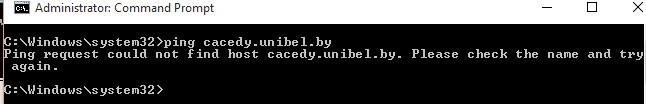 Administrator: Command Prompt
C:\Windows\system32>ping cacedy.unibel.by
Ping request could not find host cacedy.unibel.by. Please check the name and try
again.
C:\Windows\system32>